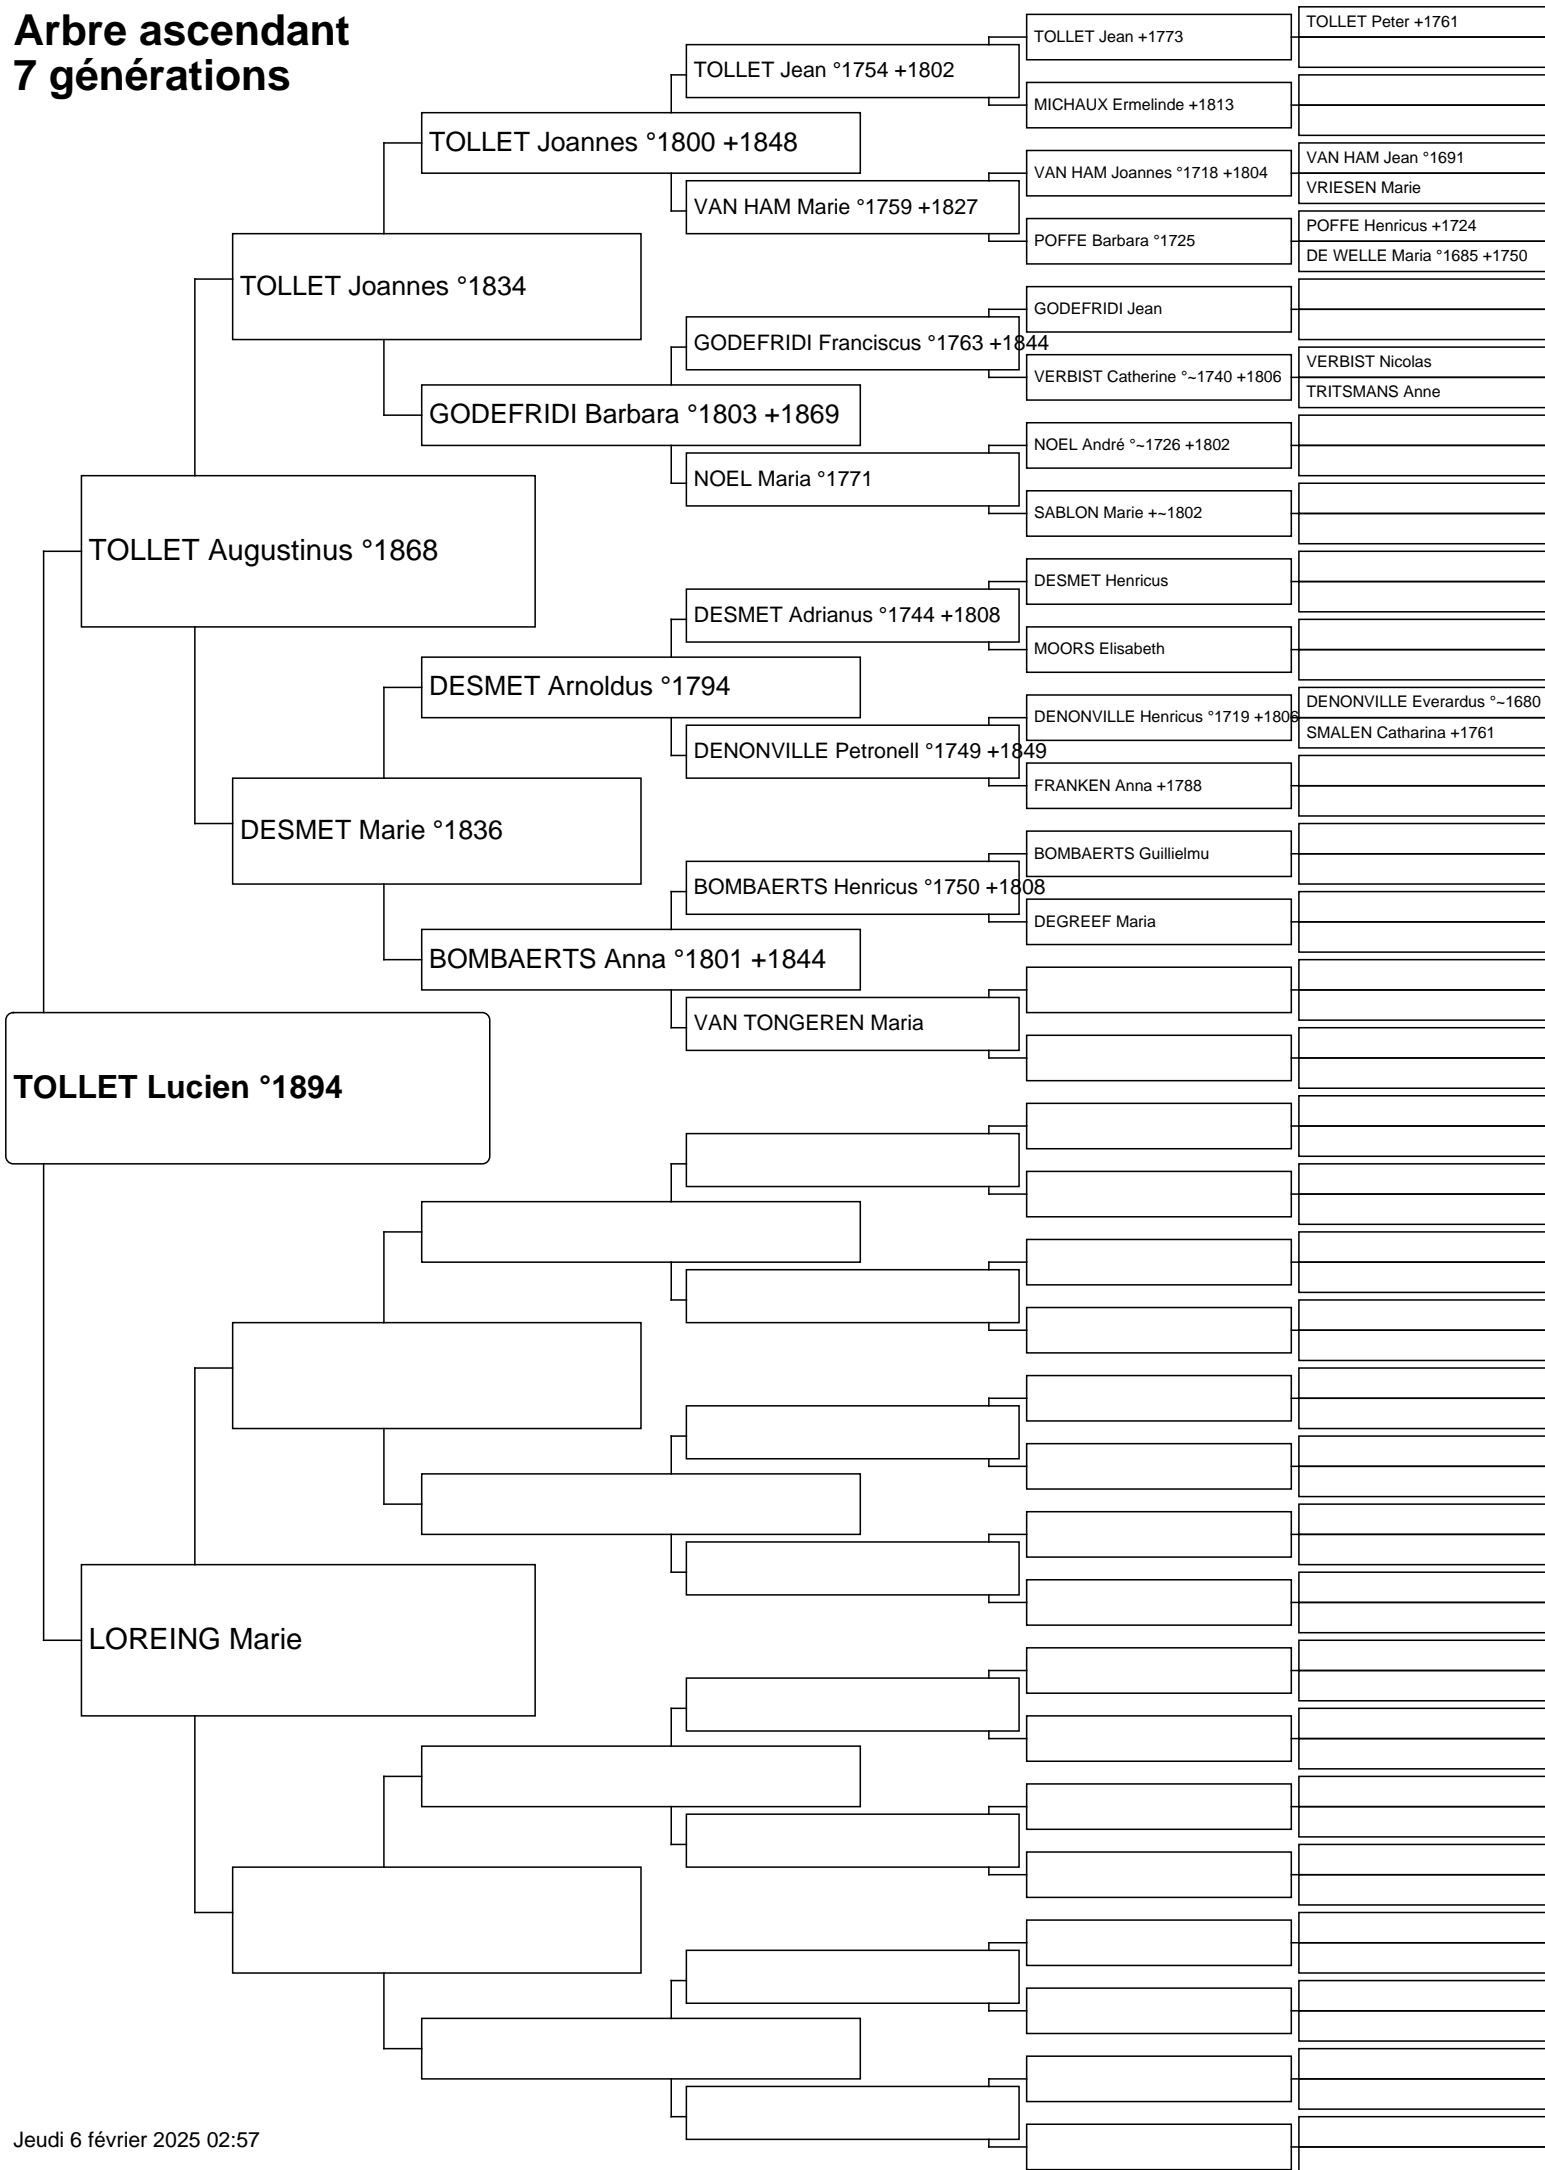 Arbre ascendant
7 générations
TOLLET Lucien °1894
TOLLET Augustinus °1868
LOREING Marie
TOLLET Joannes °1834
DESMET Marie °1836
TOLLET Joannes °1800 +1848
GODEFRIDI Barbara °1803 +1869
DESMET Arnoldus °1794
BOMBAERTS Anna °1801 +1844
TOLLET Jean °1754 +1802
VAN HAM Marie °1759 +1827
GODEFRIDI Franciscus °1763 +1844
NOEL Maria °1771
DESMET Adrianus °1744 +1808
DENONVILLE Petronell °1749 +1849
BOMBAERTS Henricus °1750 +1808
VAN TONGEREN Maria
TOLLET Jean +1773
MICHAUX Ermelinde +1813
VAN HAM Joannes °1718 +1804
POFFE Barbara °1725
GODEFRIDI Jean
VERBIST Catherine °~1740 +1806
NOEL André °~1726 +1802
SABLON Marie +~1802
DESMET Henricus
MOORS Elisabeth
DENONVILLE Henricus °1719 +1806
FRANKEN Anna +1788
BOMBAERTS Guillielmu
DEGREEF Maria
TOLLET Peter +1761
VAN HAM Jean °1691
VRIESEN Marie
POFFE Henricus +1724
DE WELLE Maria °1685 +1750
VERBIST Nicolas
TRITSMANS Anne
DENONVILLE Everardus °~1680
SMALEN Catharina +1761
Jeudi 6 février 2025 02:57